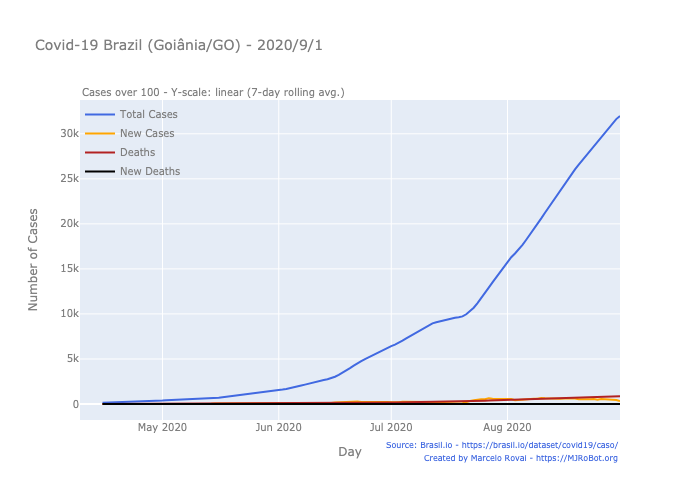 Covid-19 Brazil (Goiânia/GO) - 2020/9/1
Cases over 100 - Y-scale: linear (7-day rolling avg.)
Total Cases
New Cases
Deaths
New Deaths
Number of Cases
30k
25k
20k
15k
10k
5k
0
May 2020
Jun 2020
Jul 2020
Aug 2020
Day
Source: Brasil.io - https://brasil.io/dataset/covid19/caso/
Created by Marcelo Rovai - https://MJRoBot.org